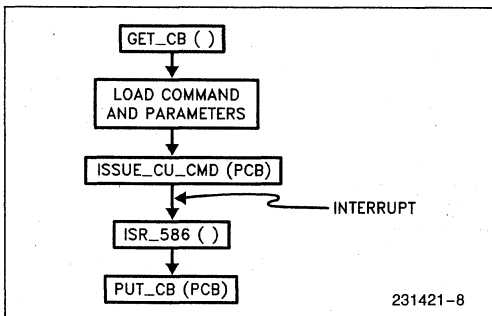 GET_CB ( )
LOAD COMMAND
AND PARAMETERS
ISSUE_CU_CMD (PCB)
INTERRUPT
ISR_586 ( )
PUT_CB (PCB)
231421-8